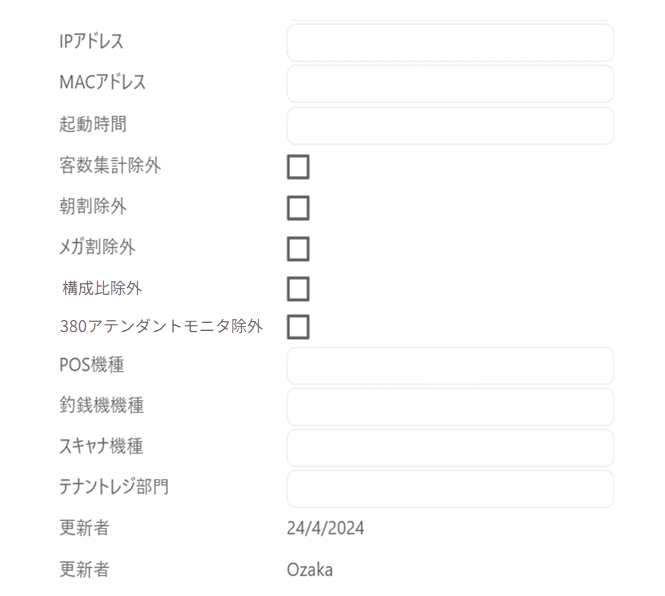 IPアドレス
MACアドレス
起動時間
客数集計除外
朝割除外
メガ割除外
構成比除外
380アテンダントモニタ除外
POS機種
釣銭機機種
スキャナ機種
テナントレジ部門
更新者 24/4/2024
更新者 Ozaka